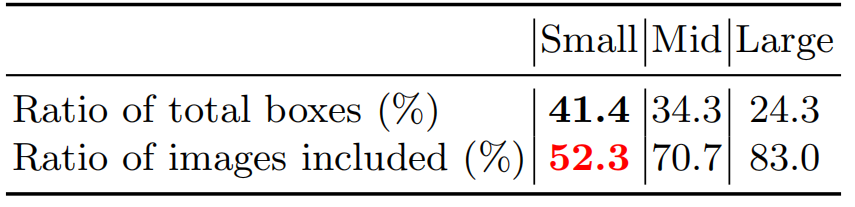 Small Mid Large
Ratio of total boxes (%) 41.4 34.3 24.3
Ratio of images included (%) 52.3 70.7 83.0